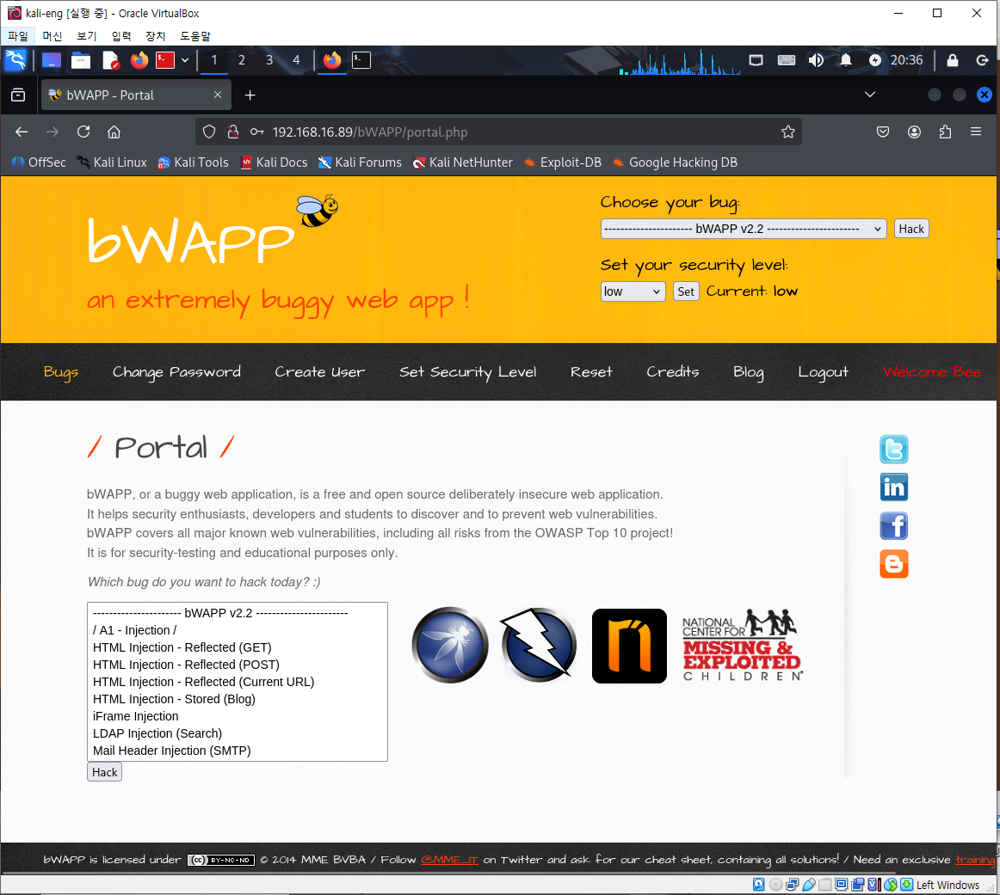 kali-eng [실행 중] - Oracle VirtualBox
파일 머신 보기 입력 장치 도움말
1 2 3 4 20:36
bWAPP - Portal
192.168.16.89/bWAPP/portal.php
OffSec Kali Linux Kali Tools Kali Docs Kali Forums Kali NetHunter Exploit-DB Google Hacking DB
bWAPP
an extremely buggy web app !
Choose your bug:
---------------------- bWAPP v2.2 ----------------------- Hack
Set your security level:
low Set Current: low
Bugs Change Password Create User Set Security Level Reset Credits Blog Logout Welcome Bee
/ Portal /
bWAPP, or a buggy web application, is a free and open source deliberately insecure web application.
It helps security enthusiasts, developers and students to discover and to prevent web vulnerabilities.
bWAPP covers all major known web vulnerabilities, including all risks from the OWASP Top 10 project!
It is for security-testing and educational purposes only.
Which bug do you want to hack today? :)
---------------------- bWAPP v2.2 -----------------------
/ A1 - Injection /
HTML Injection - Reflected (GET)
HTML Injection - Reflected (POST)
HTML Injection - Reflected (Current URL)
HTML Injection - Stored (Blog)
iFrame Injection
LDAP Injection (Search)
Mail Header Injection (SMTP)
Hack
NATIONAL
CENTER FOR
MISSING &
EXPLOITED
CHILDREN®
bWAPP is licensed under (cc) BY-NC-ND © 2014 MME BVBA / Follow @MME_IT on Twitter and ask for our cheat sheet, containing all solutions! / Need an exclusive training
Left Windows